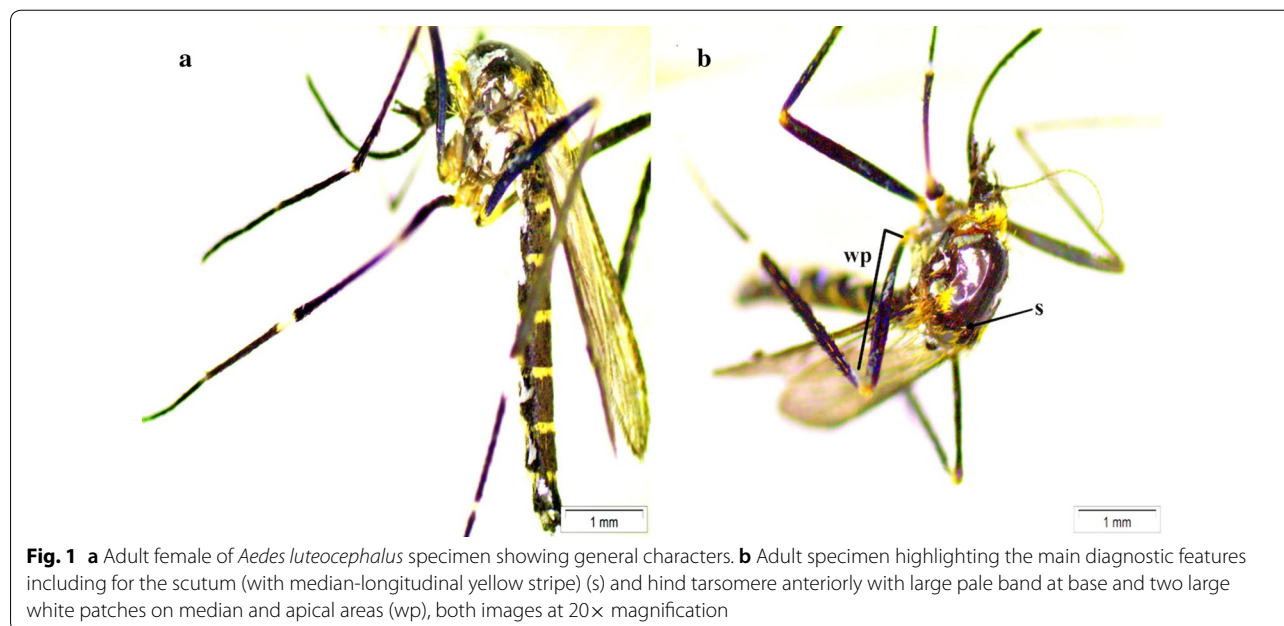 a
b
wp
s
1 mm
1 mm
Fig. 1 a Adult female of Aedes luteocephalus specimen showing general characters. b Adult specimen highlighting the main diagnostic features
including for the scutum (with median-longitudinal yellow stripe) (s) and hind tarsomere anteriorly with large pale band at base and two large
white patches on median and apical areas (wp), both images at 20× magnification